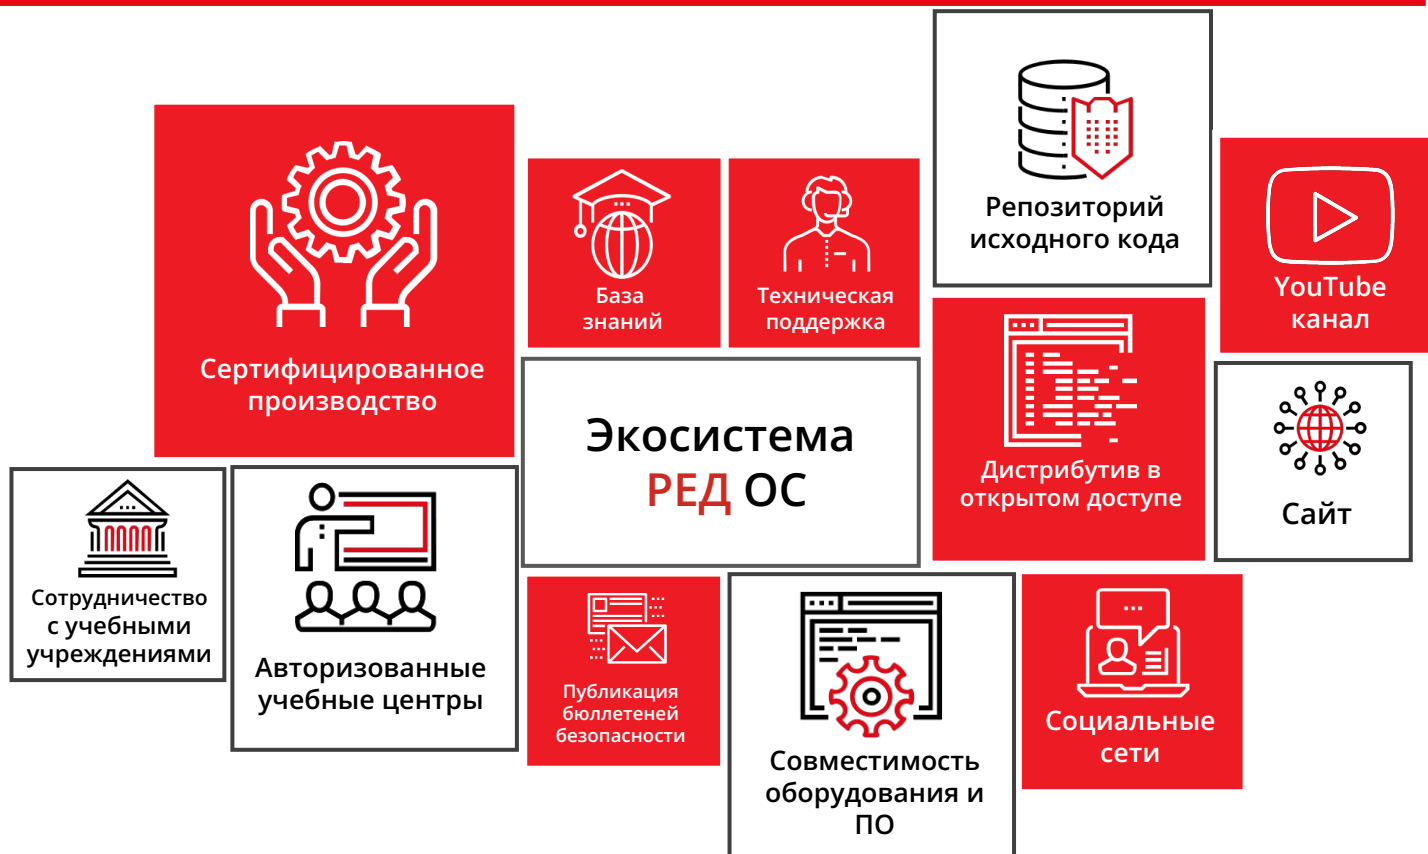 Репозиторий
исходного кода
YouTube
канал
База
знаний
Техническая
поддержка
Сертифицированное
производство
Экосистема
РЕД ОС
Дистрибутив в
открытом доступе
Сайт
Сотрудничество
с учебными
учреждениями
Авторизованные
учебные центры
Публикация
бюллетеней
безопасности
Совместимость
оборудования и
ПО
Социальные
сети